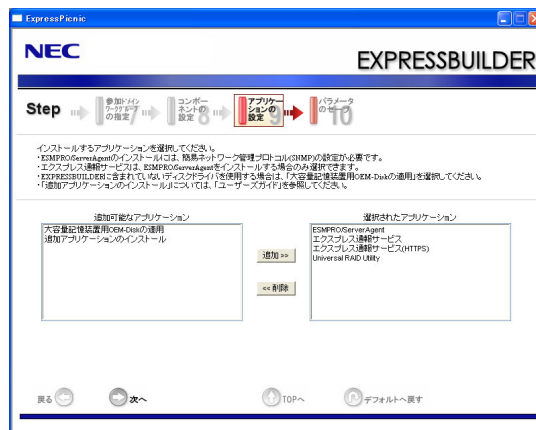 ExpressPicnic
NEC
EXPRESSBUILDER
Step
参加ドメイン
ワークグループ
の指定
7
コンポー
ネントの
設定
8
アプリケー
ションの
設定
9
パラメータ
のセーブ
10
インストールするアプリケーションを選択してください。
・ESMPRO/ServerAgentのインストールには、簡易ネットワーク管理プロトコル(SNMP)の設定が必要です。
・エクスプレス通報サービスは、ESMPRO/ServerAgentをインストールする場合のみ選択できます。
・EXPRESSBUILDERに含まれていないディスクドライバを使用する場合は、「大容量記憶装置用OEM-Diskの適用」を選択してください。
・「追加アプリケーションのインストール」については、「ユーザーズガイド」を参照してください。
追加可能なアプリケーション
大容量記憶装置用OEM-Diskの適用
追加アプリケーションのインストール
追加 >>
<< 削除
選択されたアプリケーション
ESMPRO/ServerAgent
エクスプレス通報サービス
エクスプレス通報サービス(HTTPS)
Universal RAID Utility
戻る
次へ
TOPへ
デフォルトへ戻す